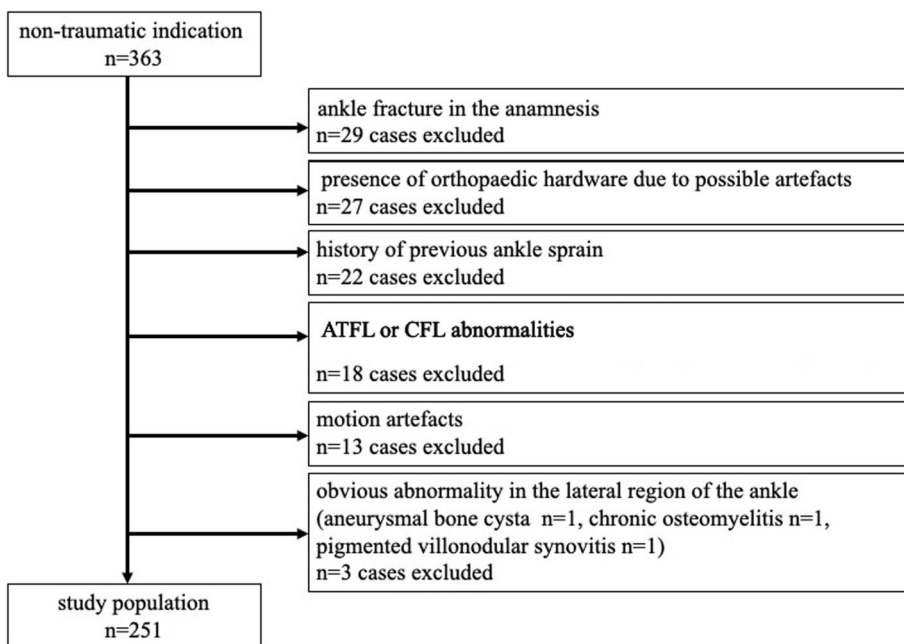 non-traumatic indication
n=363
ankle fracture in the anamnesis
n=29 cases excluded
presence of orthopaedic hardware due to possible artefacts
n=27 cases excluded
history of previous ankle sprain
n=22 cases excluded
ATFL or CFL abnormalities
n=18 cases excluded
motion artefacts
n=13 cases excluded
obvious abnormality in the lateral region of the ankle
(aneurysmal bone cysta n=1, chronic osteomyelitis n=1,
pigmented villonodular synovitis n=1)
n=3 cases excluded
study population
n=251